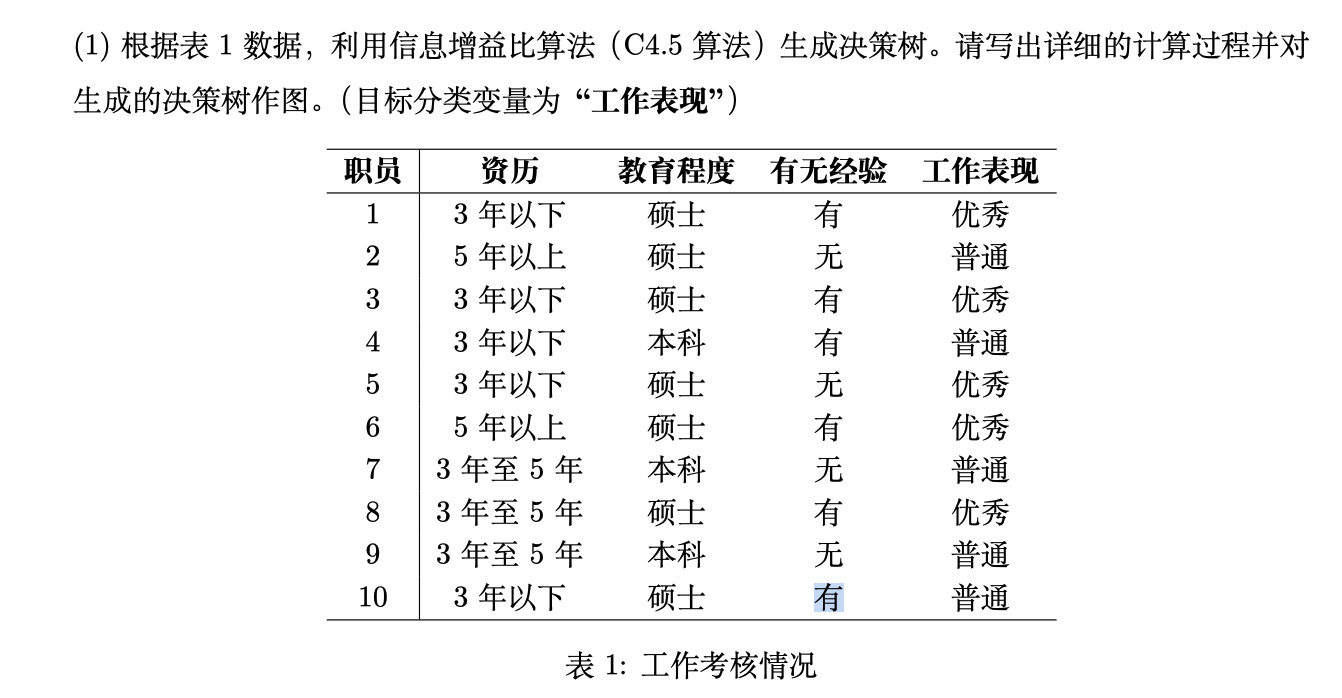 (1) 根据表 1 数据，利用信息增益比算法（C4.5 算法）生成决策树。请写出详细的计算过程并对
生成的决策树作图。（目标分类变量为 “工作表现”）
职员 资历 教育程度 有无经验 工作表现
1 3 年以下 硕士 有 优秀
2 5 年以上 硕士 无 普通
3 3 年以下 硕士 有 优秀
4 3 年以下 本科 有 普通
5 3 年以下 硕士 无 优秀
6 5 年以上 硕士 有 优秀
7 3 年至 5 年 本科 无 普通
8 3 年至 5 年 硕士 有 优秀
9 3 年至 5 年 本科 无 普通
10 3 年以下 硕士 有 普通
表 1: 工作考核情况